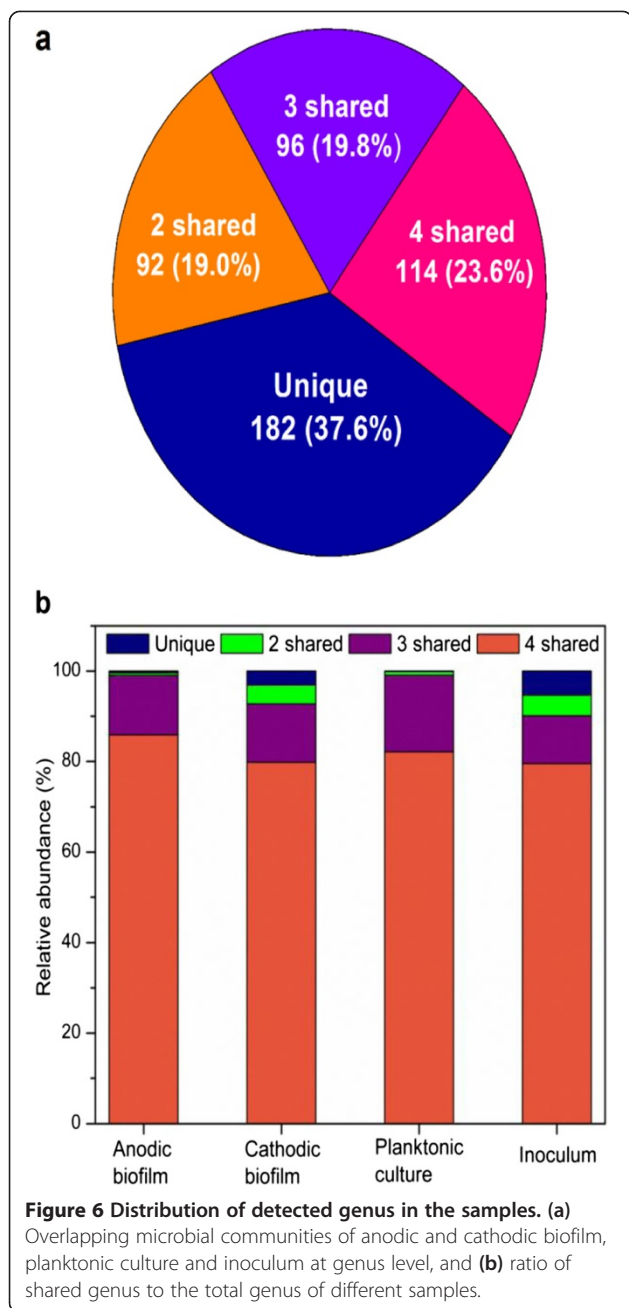 a
3 shared
96 (19.8%)
2 shared
92 (19.0%)
4 shared
114 (23.6%)
Unique
182 (37.6%)
b
Unique 2 shared 3 shared 4 shared
100
80
60
40
20
0
Relative abundance (%)
Anodic
biofilm
Cathodic
biofilm
Planktonic
culture
Inoculum
Figure 6 Distribution of detected genus in the samples. (a)
Overlapping microbial communities of anodic and cathodic biofilm,
planktonic culture and inoculum at genus level, and (b) ratio of
shared genus to the total genus of different samples.